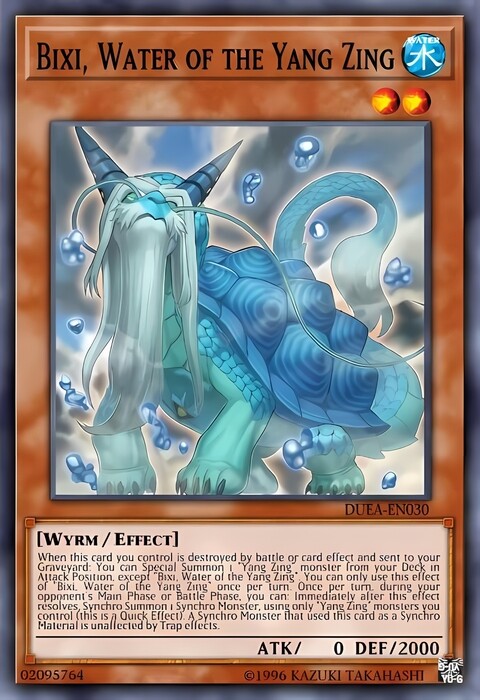 Bixi, Water of the Yang Zing
WATER
水
DUEA-EN030
[Wyrm / Effect]
When this card you control is destroyed by battle or card effect and sent to your
Graveyard: You can Special Summon 1 "Yang Zing" monster from your Deck in
Attack Position, except "Bixi, Water of the Yang Zing". You can only use this effect
of "Bixi, Water of the Yang Zing" once per turn. Once per turn, during your
opponent's Main Phase or Battle Phase, you can: Immediately after this effect
resolves, Synchro Summon 1 Synchro Monster, using only "Yang Zing" monsters you
control (this is a Quick Effect). A Synchro Monster that used this card as a Synchro
Material is unaffected by Trap effects.
ATK/ 0 DEF/2000
02095764 ©1996 KAZUKI TAKAHASHI